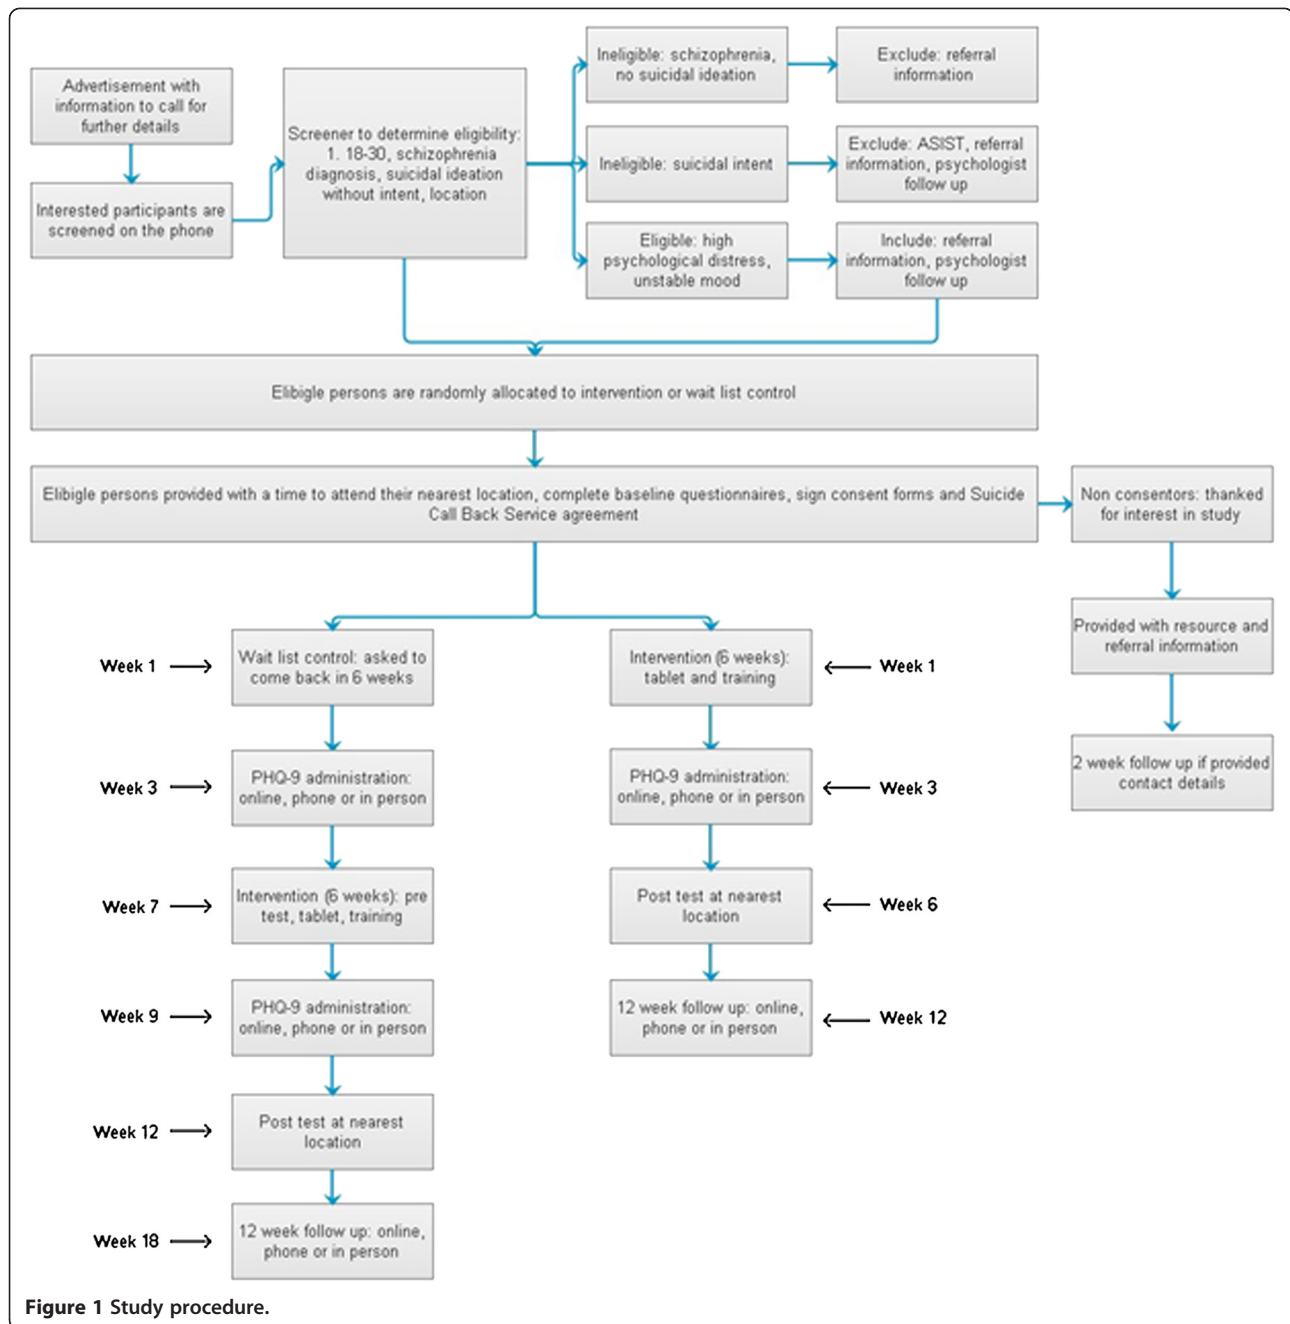 Advertisement with
information to call for
further details
Interested participants are
screened on the phone
Screener to determine eligibility:
1. 18-30, schizophrenia
diagnosis, suicidal ideation
without intent, location
Ineligible: schizophrenia,
no suicidal ideation
Exclude: referral
information
Ineligible: suicidal intent
Exclude: ASIST, referral
information, psychologist
follow up
Eligible: high
psychological distress,
unstable mood
Include: referral
information, psychologist
follow up
Elibigle persons are randomly allocated to intervention or wait list control
Elibigle persons provided with a time to attend their nearest location, complete baseline questionnaires, sign consent forms and Suicide
Call Back Service agreement
Non consentors: thanked
for interest in study
Provided with resource and
referral information
2 week follow up if provided
contact details
Week 1
Wait list control: asked to
come back in 6 weeks
Week 3
PHQ-9 administration:
online, phone or in person
Week 7
Intervention (6 weeks): pre
test, tablet, training
Week 9
PHQ-9 administration:
online, phone or in person
Week 12
Post test at nearest
location
Week 18
12 week follow up: online,
phone or in person
Intervention (6 weeks):
tablet and training
Week 1
PHQ-9 administration:
online, phone or in person
Week 3
Post test at nearest
location
Week 6
12 week follow up: online,
phone or in person
Week 12
Figure 1 Study procedure.